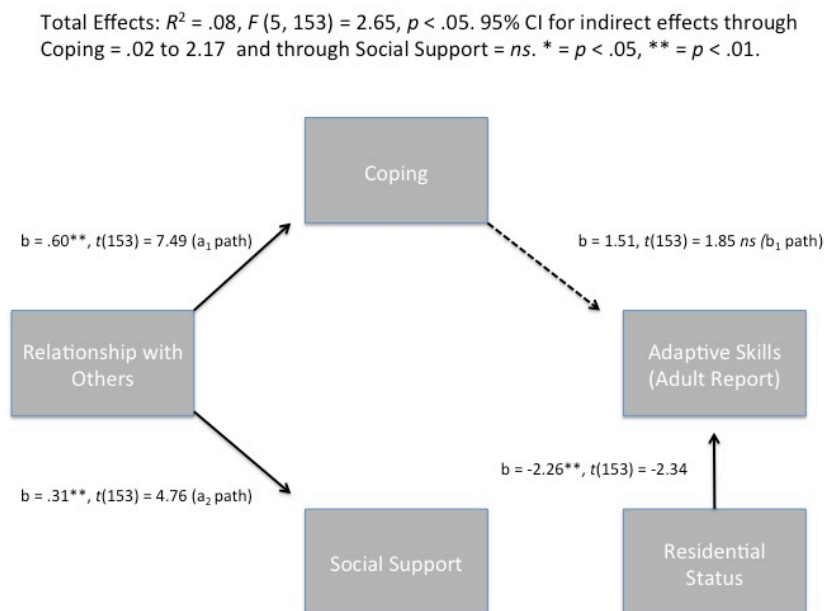 Total Effects: R² = .08, F (5, 153) = 2.65, p < .05. 95% CI for indirect effects through
Coping = .02 to 2.17 and through Social Support = ns. * = p < .05, ** = p < .01.
Coping
b = .60**, t(153) = 7.49 (a₁ path)
b = 1.51, t(153) = 1.85 ns (b₁ path)
Relationship with
Others
Adaptive Skills
(Adult Report)
b = -2.26**, t(153) = -2.34
b = .31**, t(153) = 4.76 (a₂ path)
Social Support
Residential
Status